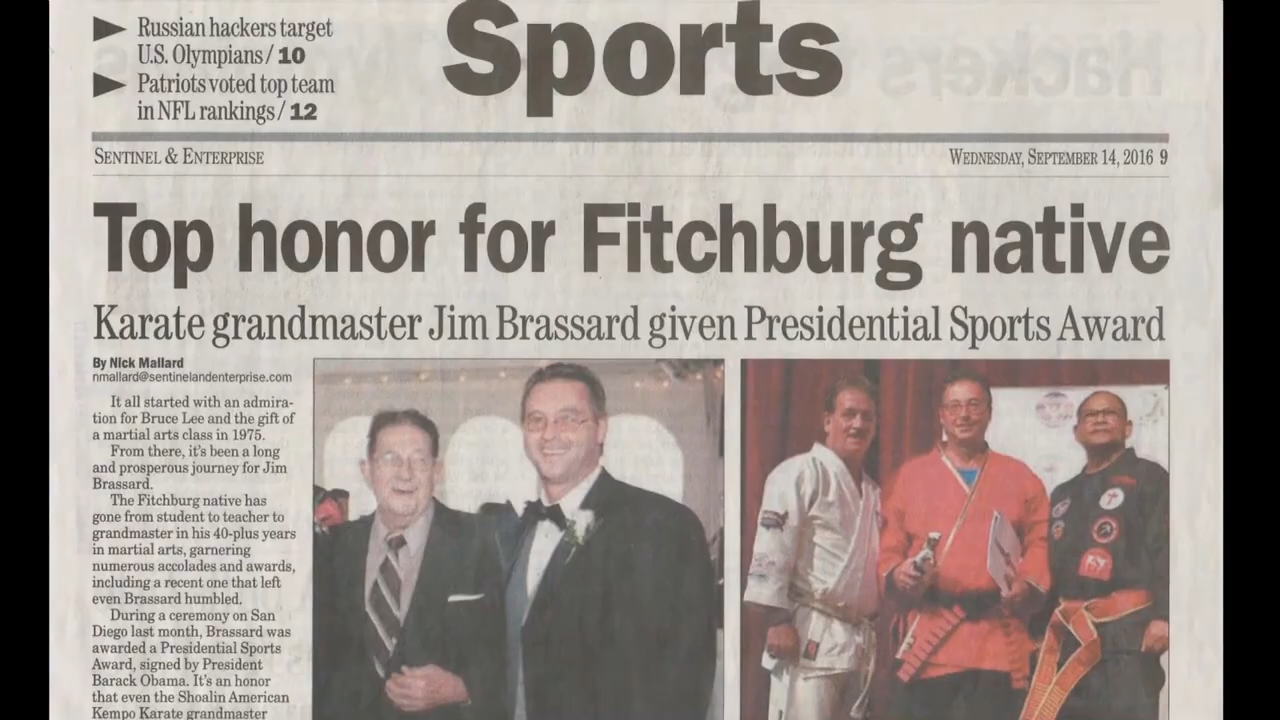 Russian hackers target
U.S. Olympians / 10
Patriots voted top team
in NFL rankings / 12
Sports
SENTINEL & ENTERPRISE
WEDNESDAY, SEPTEMBER 14, 2016 9
Top honor for Fitchburg native
Karate grandmaster Jim Brassard given Presidential Sports Award
By Nick Mallard
nmallard@sentinelandenterprise.com
It all started with an admira-
tion for Bruce Lee and the gift of
a martial arts class in 1975.
From there, it's been a long
and prosperous journey for Jim
Brassard.
The Fitchburg native has
gone from student to teacher to
grandmaster in his 40-plus years
in martial arts, garnering
numerous accolades and awards,
including a recent one that left
even Brassard humbled.
During a ceremony on San
Diego last month, Brassard was
awarded a Presidential Sports
Award, signed by President
Barack Obama. It's an honor
that even the Shoalin American
Kempo Karate grandmaster